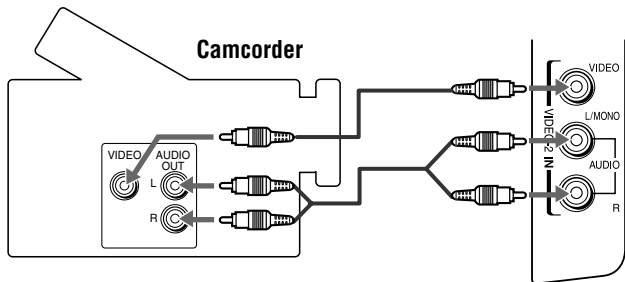 Camcorder
VIDEO
AUDIO
OUT
L
R
VIDEO-2 IN
VIDEO
L/MONO
AUDIO
R